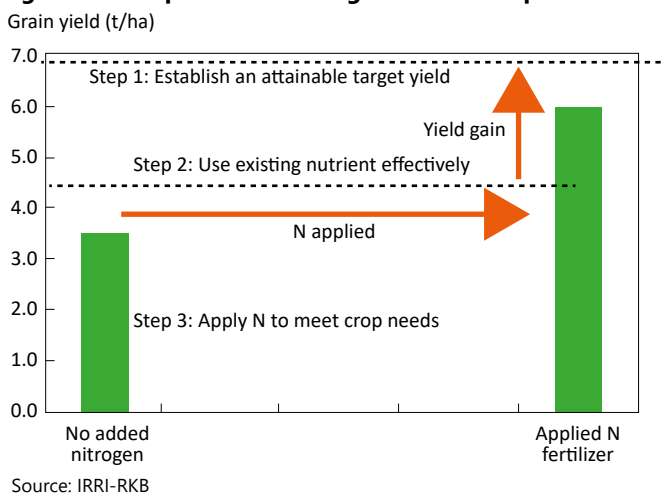 Grain yield (t/ha)
7.0
Step 1: Establish an attainable target yield
6.0
Yield gain
5.0
Step 2: Use existing nutrient effectively
4.0
N applied
3.0
2.0
Step 3: Apply N to meet crop needs
1.0
0.0
No added
nitrogen
Applied N
fertilizer
Source: IRRI-RKB